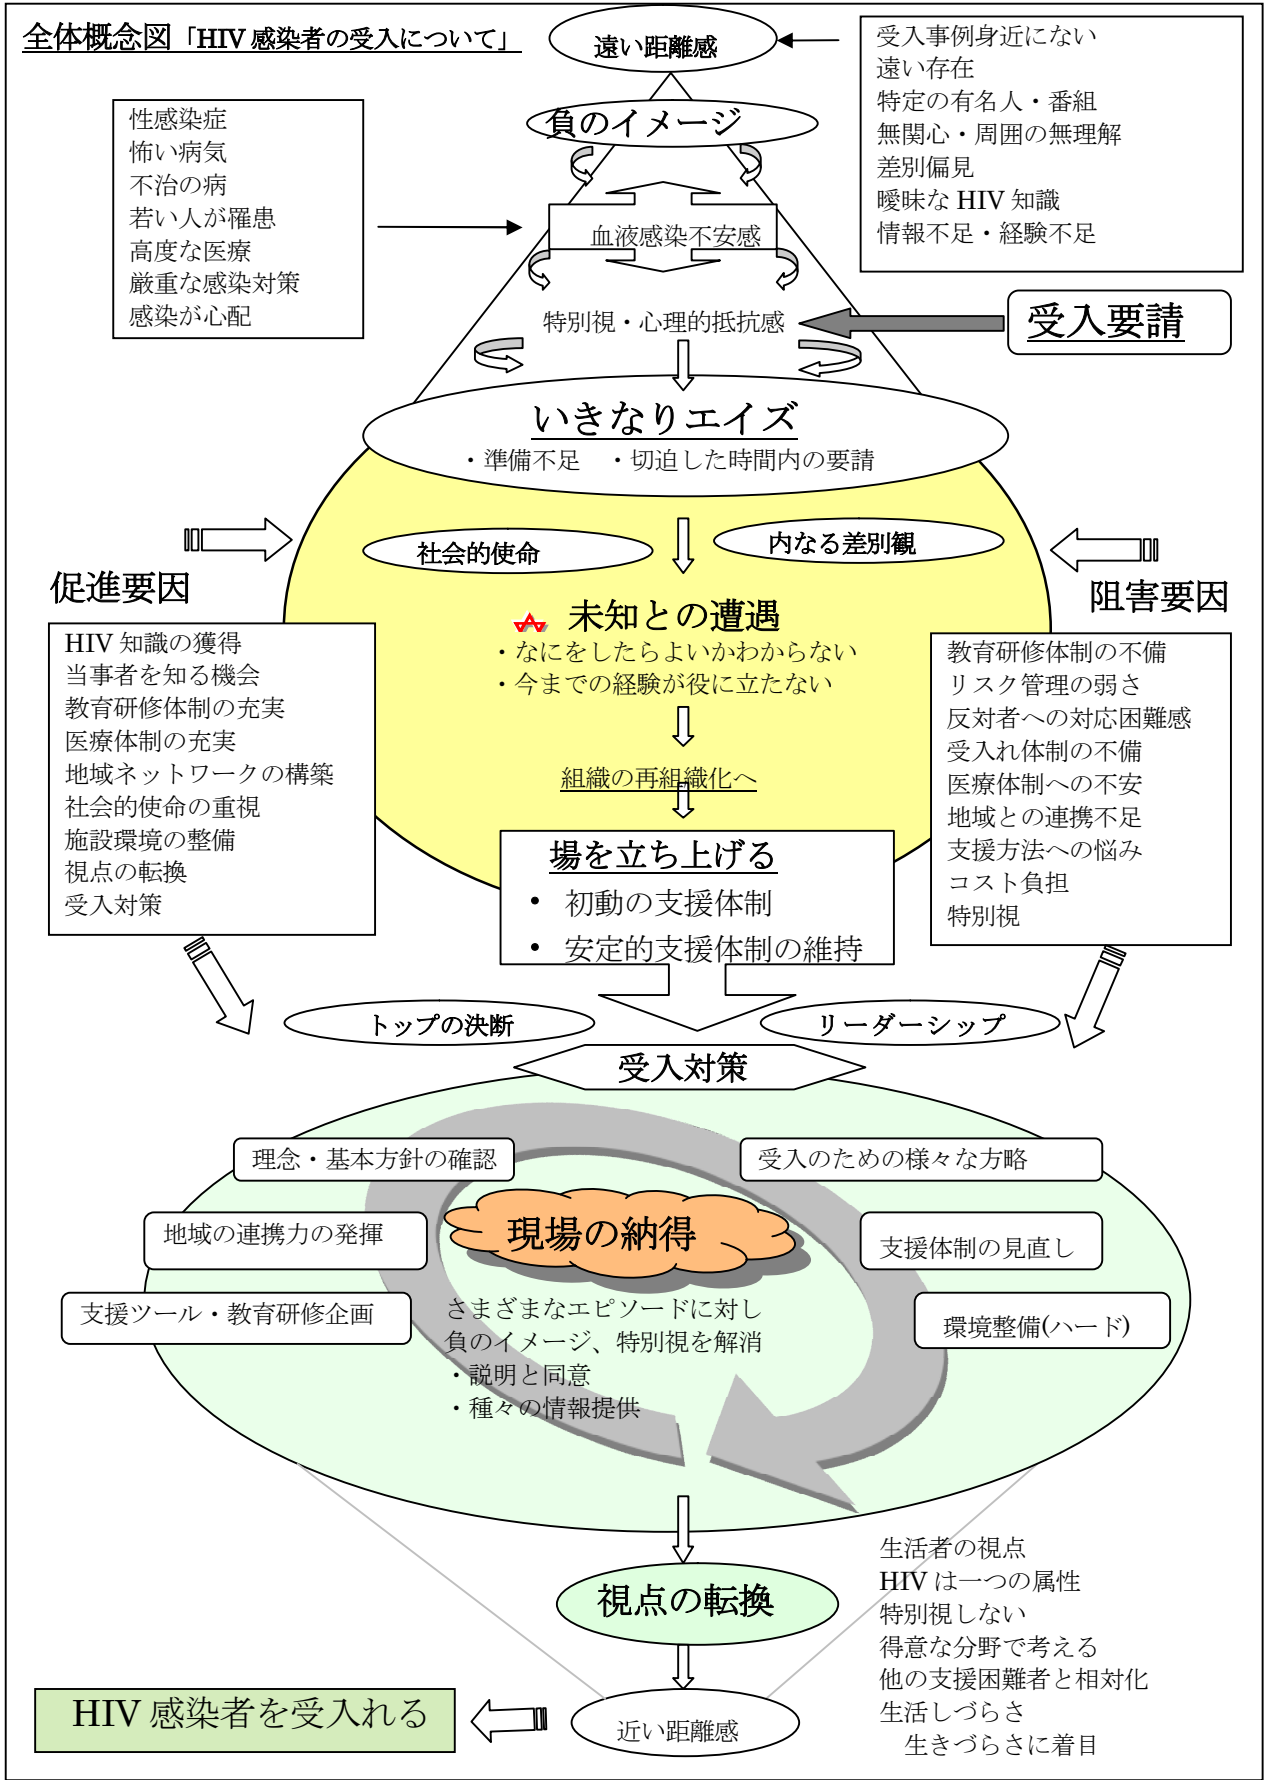 全体概念図「HIV 感染者の受入について」
遠い距離感
受入事例身近にない
遠い存在
特定の有名人・番組
無関心・周囲の無理解
差別偏見
曖昧な HIV 知識
情報不足・経験不足
負のイメージ
性感染症
怖い病気
不治の病
若い人が罹患
高度な医療
厳重な感染対策
感染が心配
血液感染不安感
特別視・心理的抵抗感
受入要請
いきなりエイズ
・準備不足　・切迫した時間内の要請
社会的使命
内なる差別観
促進要因
阻害要因
未知との遭遇
・なにをしたらよいかわからない
・今までの経験が役に立たない
HIV 知識の獲得
当事者を知る機会
教育研修体制の充実
医療体制の充実
地域ネットワークの構築
社会的使命の重視
施設環境の整備
視点の転換
受入対策
教育研修体制の不備
リスク管理の弱さ
反対者への対応困難感
受入れ体制の不備
医療体制への不安
地域との連携不足
支援方法への悩み
コスト負担
特別視
組織の再組織化へ
場を立ち上げる
• 初動の支援体制
• 安定的支援体制の維持
トップの決断
リーダーシップ
受入対策
理念・基本方針の確認
受入のための様々な方略
地域の連携力の発揮
現場の納得
支援体制の見直し
支援ツール・教育研修企画
環境整備(ハード)
さまざまなエピソードに対し
負のイメージ、特別視を解消
・説明と同意
・種々の情報提供
視点の転換
生活者の視点
HIV は一つの属性
特別視しない
得意な分野で考える
他の支援困難者と相対化
生活しづらさ
生きづらさに着目
近い距離感
HIV 感染者を受入れる